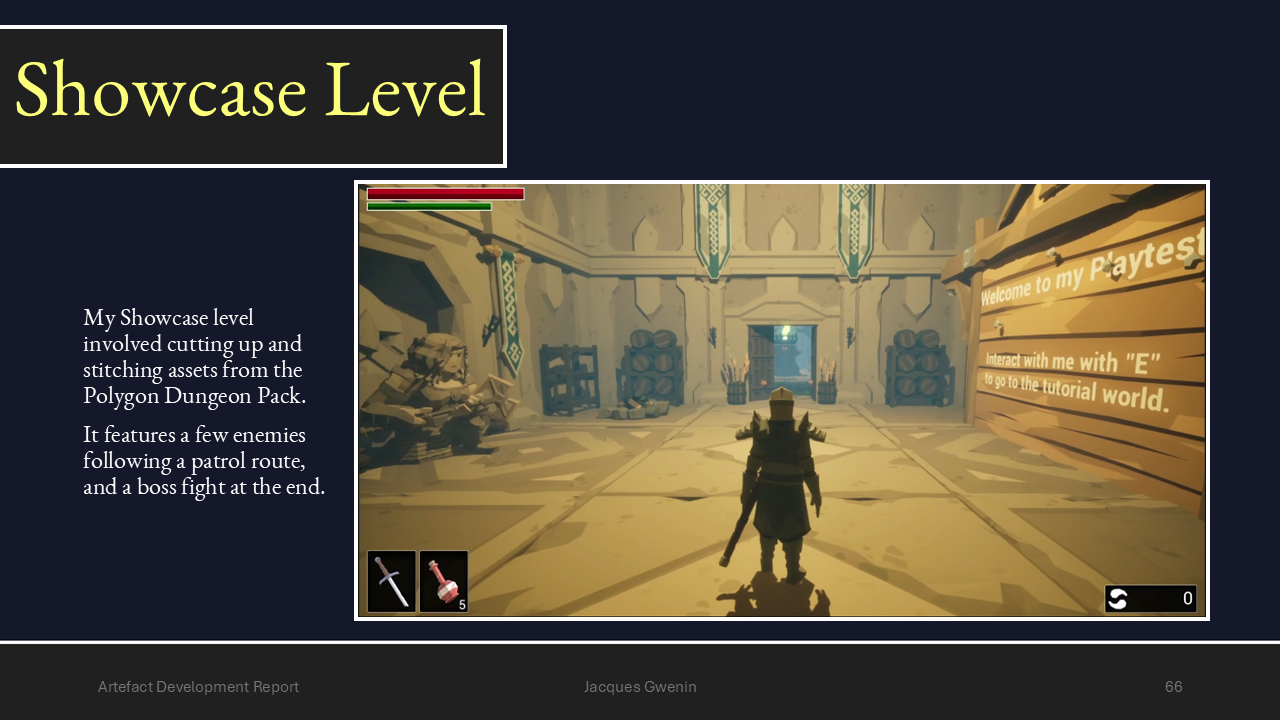 Showcase Level
My Showcase level
involved cutting up and
stitching assets from the
Polygon Dungeon Pack.
It features a few enemies
following a patrol route,
and a boss fight at the end.
Welcome to my Playtest
Interact with me with "E"
to go to the tutorial world.
5
0
Artefact Development Report
Jacques Gwenin
66